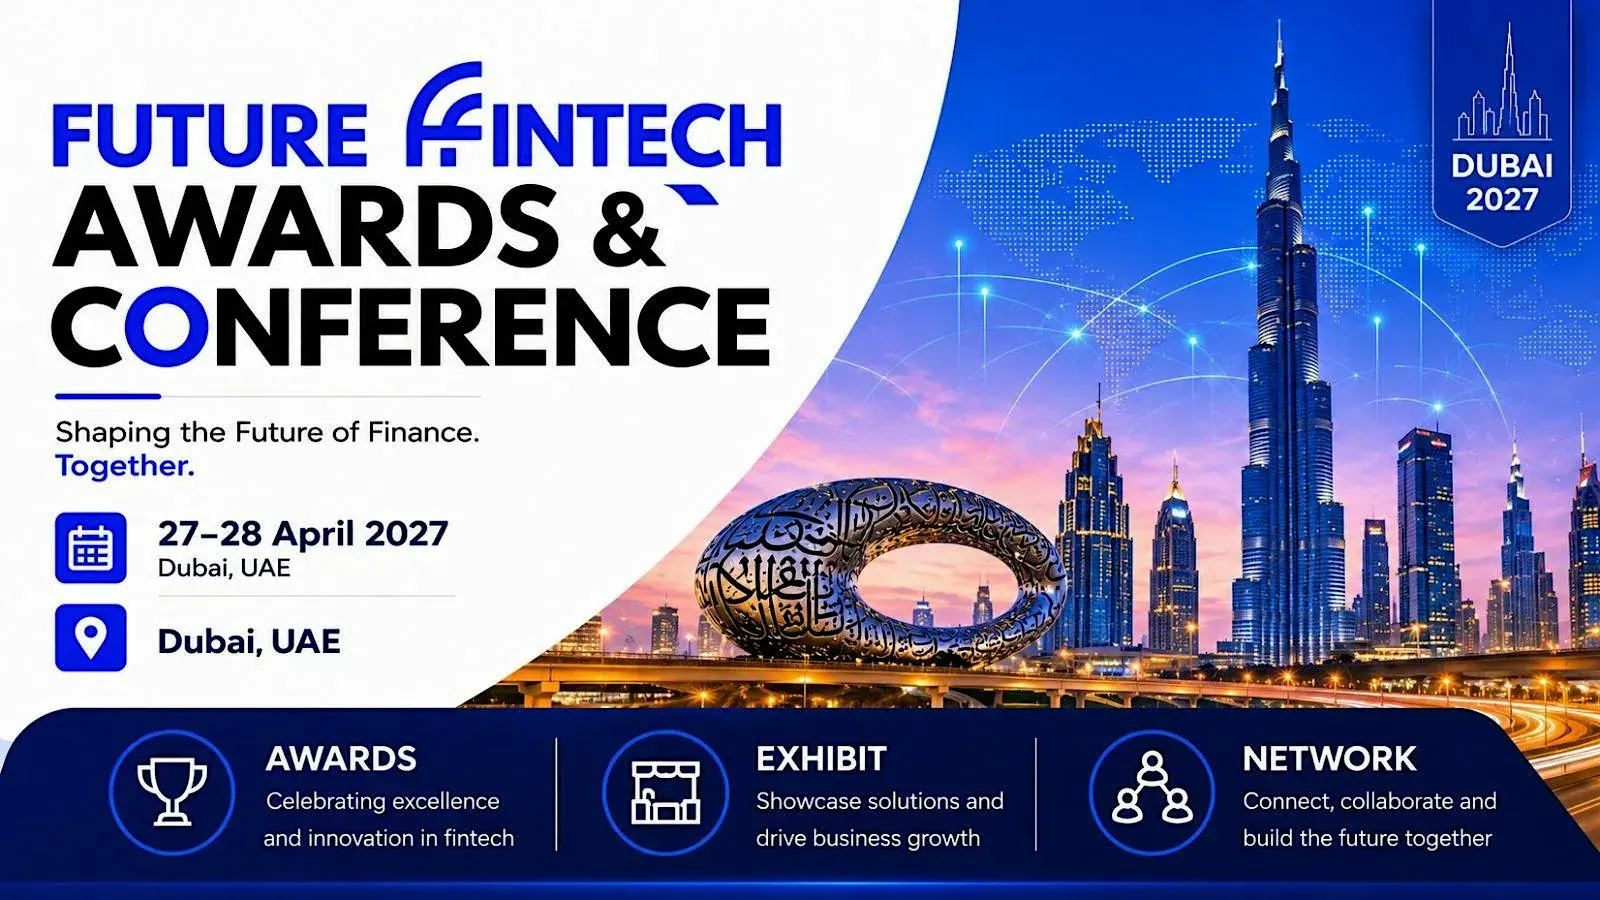 FUTURE FINTECH
AWARDS &
CONFERENCE
Shaping the Future of Finance.
Together.
27–28 April 2027
Dubai, UAE
Dubai, UAE
DUBAI
2027
AWARDS
Celebrating excellence
and innovation in fintech
EXHIBIT
Showcase solutions and
drive business growth
NETWORK
Connect, collaborate and
build the future together